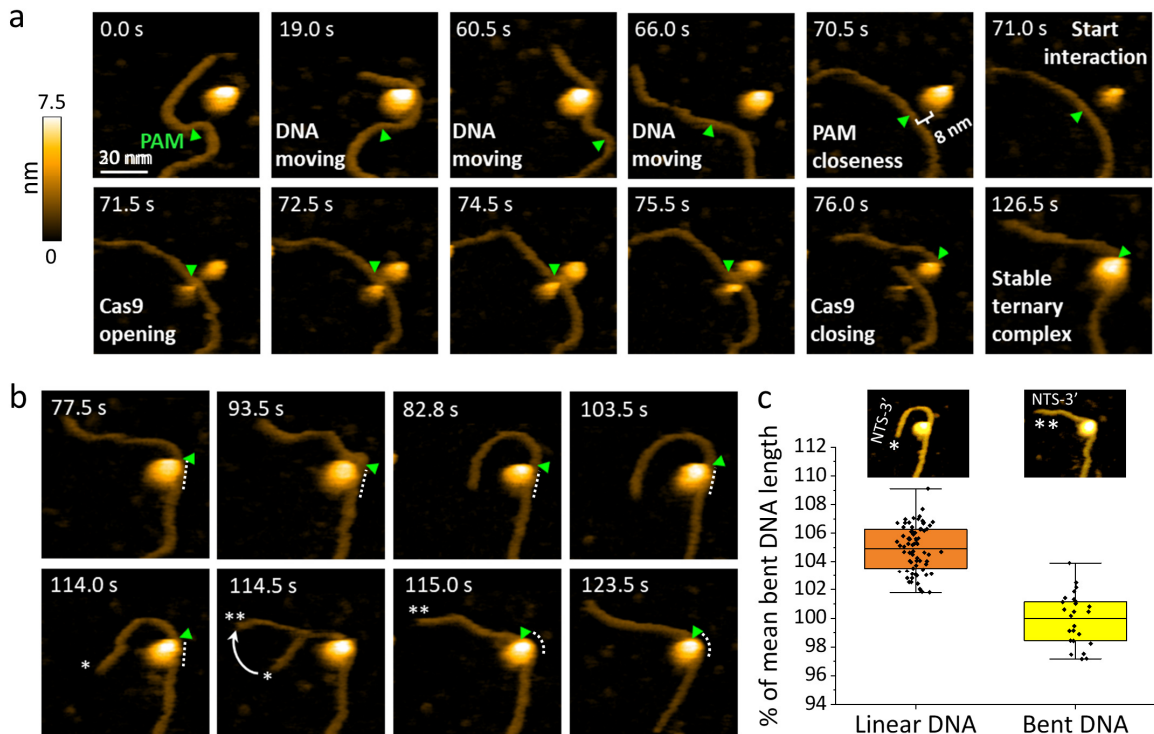 a
0.0 s
PAM
20 nm
19.0 s
DNA
moving
60.5 s
DNA
moving
66.0 s
DNA
moving
70.5 s
8 nm
PAM
closeness
71.0 s
Start
interaction
7.5
nm
0
71.5 s
Cas9
opening
72.5 s
74.5 s
75.5 s
76.0 s
Cas9
closing
126.5 s
Stable
ternary
complex
b
77.5 s
93.5 s
82.8 s
103.5 s
114.0 s
*
114.5 s
**
*
115.0 s
**
123.5 s
c
NTS-3′
*
NTS-3′
**
% of mean bent DNA length
112
110
108
106
104
102
100
98
96
94
Linear DNA
Bent DNA